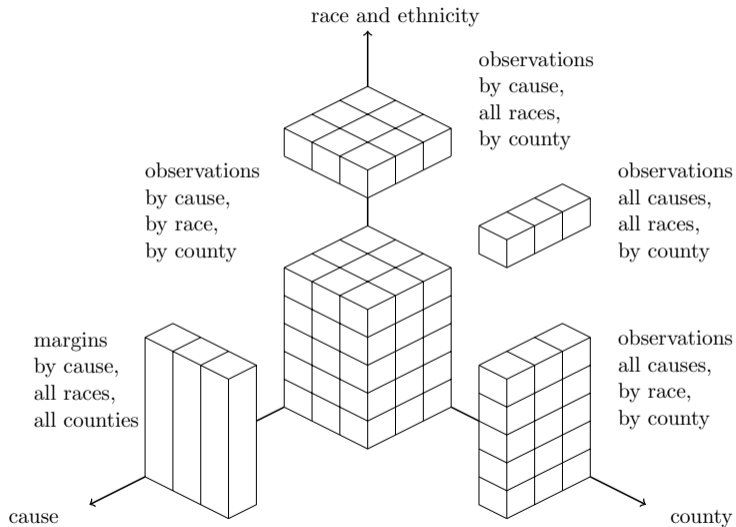 race and ethnicity
observations
by cause,
all races,
by county
observations
by cause,
by race,
by county
observations
all causes,
all races,
by county
margins
by cause,
all races,
all counties
observations
all causes,
by race,
by county
cause
county